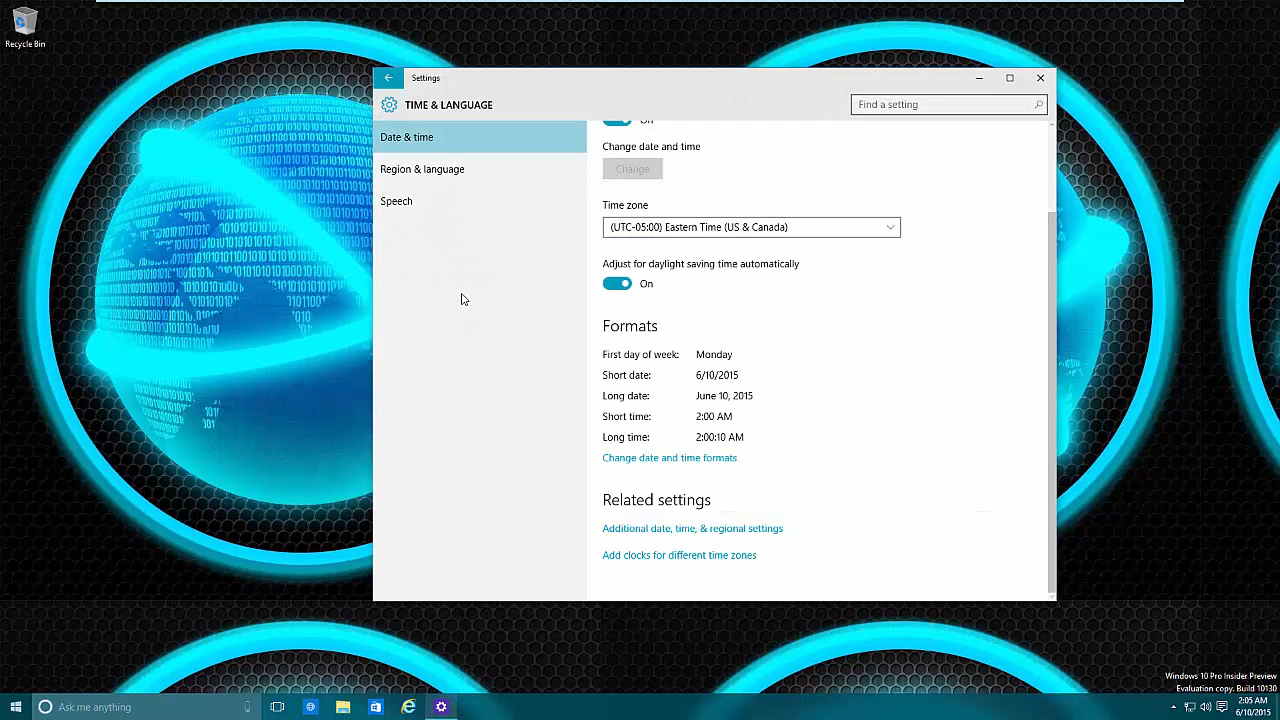 Recycle Bin
Settings
TIME & LANGUAGE
Find a setting
Date & time
Region & language
Speech
On
Change date and time
Change
Time zone
(UTC-05:00) Eastern Time (US & Canada)
Adjust for daylight saving time automatically
On
Formats
First day of week: Monday
Short date: 6/10/2015
Long date: June 10, 2015
Short time: 2:00 AM
Long time: 2:00:10 AM
Change date and time formats
Related settings
Additional date, time, & regional settings
Add clocks for different time zones
Windows 10 Pro Insider Preview
Evaluation copy. Build 10130
Ask me anything
2:05 AM
6/10/2015